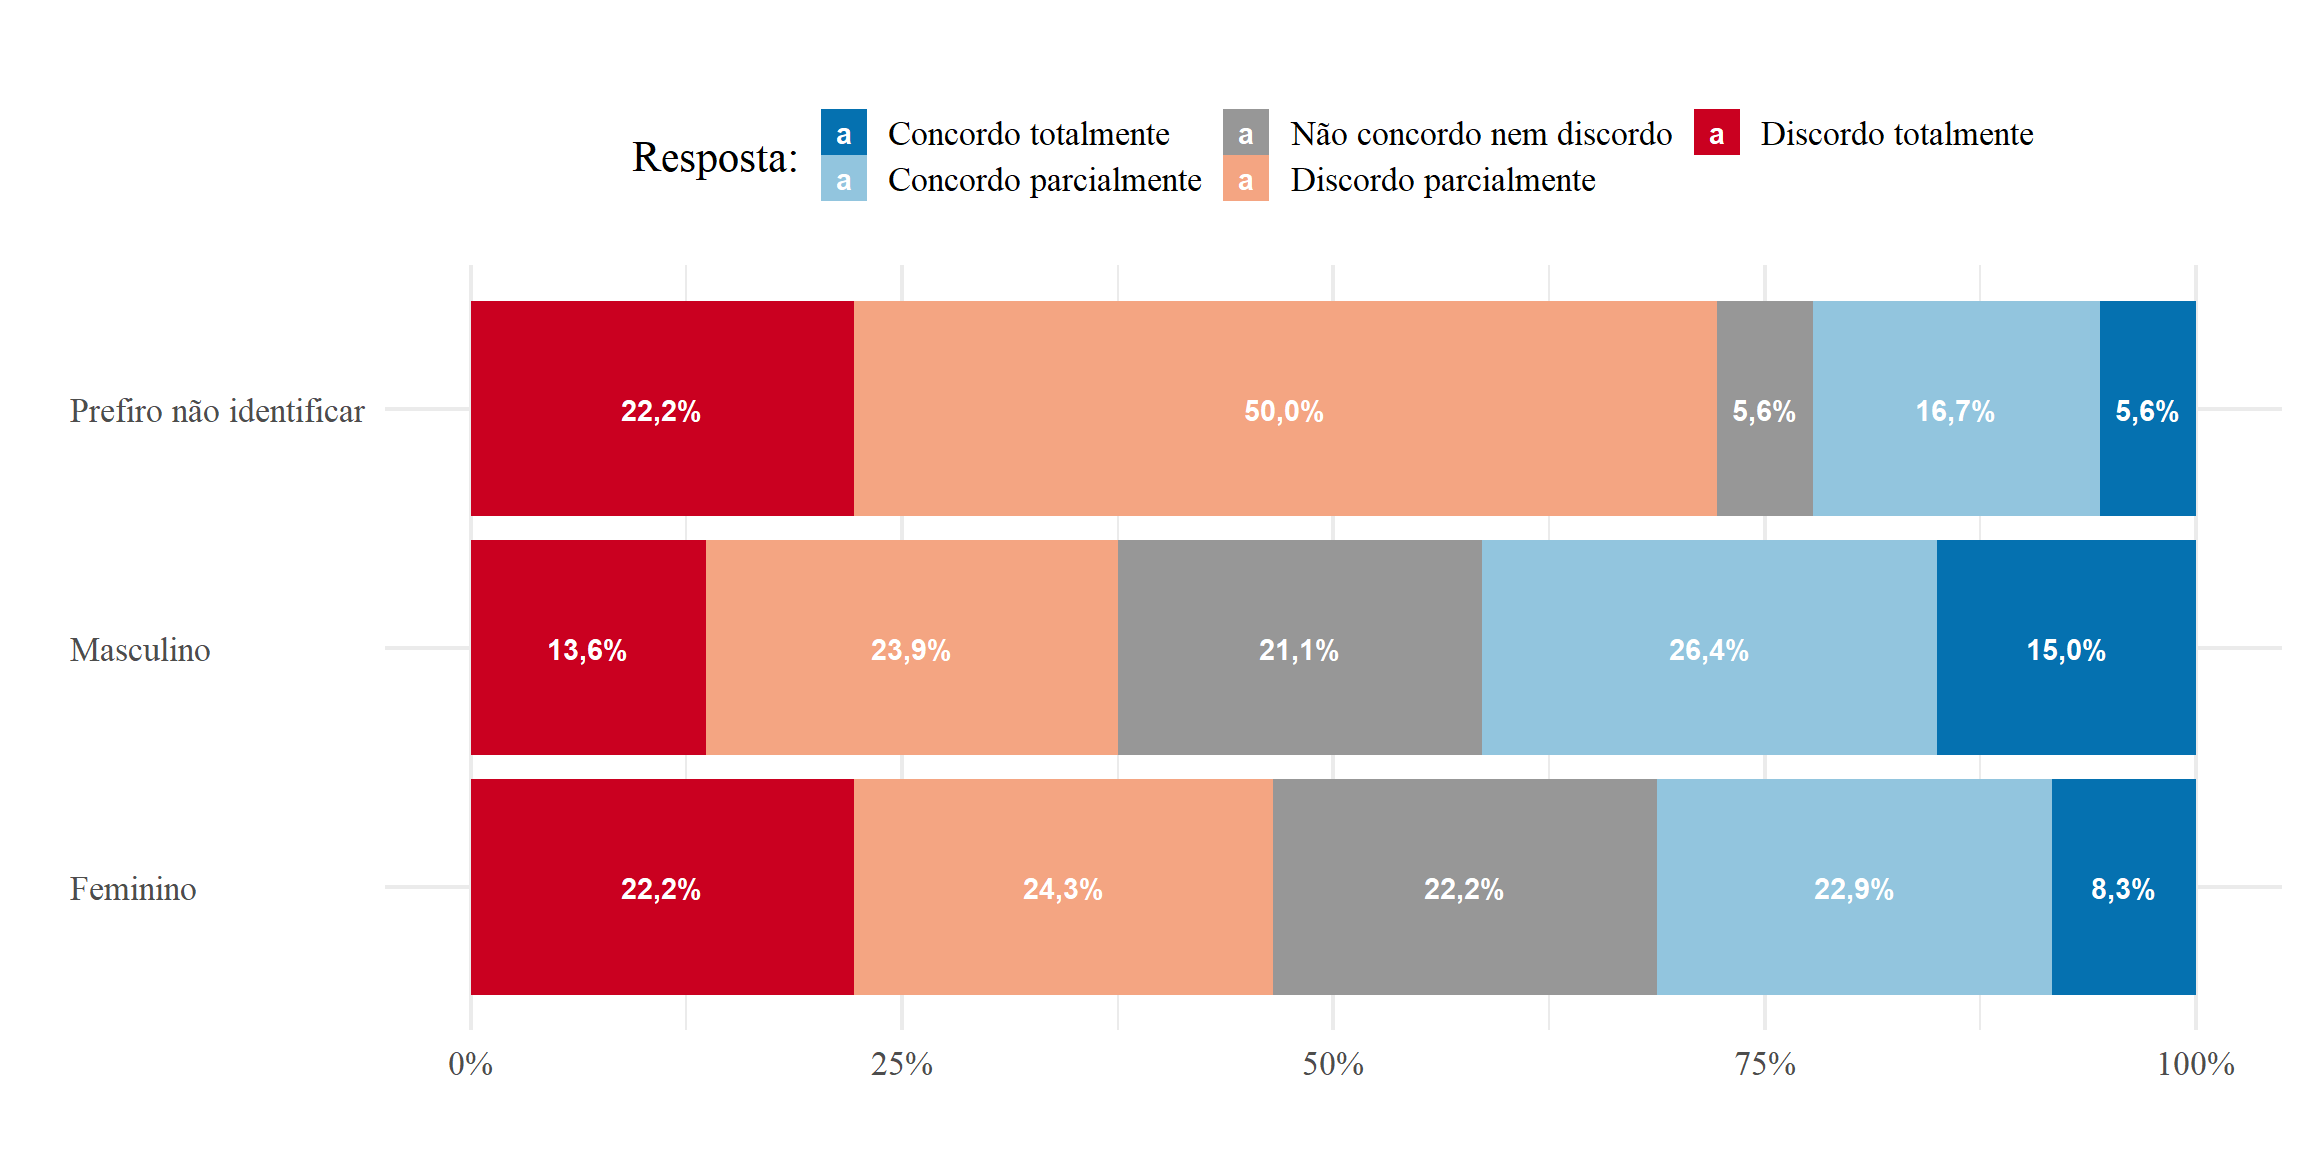 Resposta:
a Concordo totalmente
a Concordo parcialmente
a Não concordo nem discordo
a Discordo parcialmente
a Discordo totalmente
Prefiro não identificar
22,2% 50,0% 5,6% 16,7% 5,6%
Masculino
13,6% 23,9% 21,1% 26,4% 15,0%
Feminino
22,2% 24,3% 22,2% 22,9% 8,3%
0% 25% 50% 75% 100%